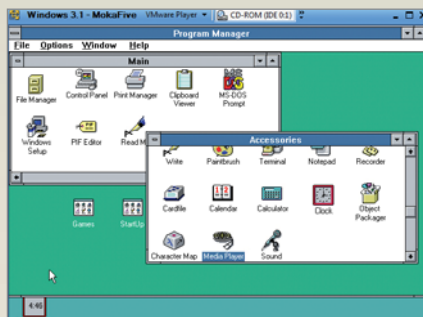 Windows 3.1 - MokaFive VMware Player CD-ROM (IDE 0:1)
Program Manager
File Options Window Help
Main
File Manager Control Panel Print Manager Clipboard Viewer MS-DOS Prompt
Windows Setup PIF Editor Read M
Accessories
Write Paintbrush Terminal Notepad Recorder
Cardfile Calendar Calculator Clock Object Packager
Character Map Media Player Sound
Games StartUp
4:46